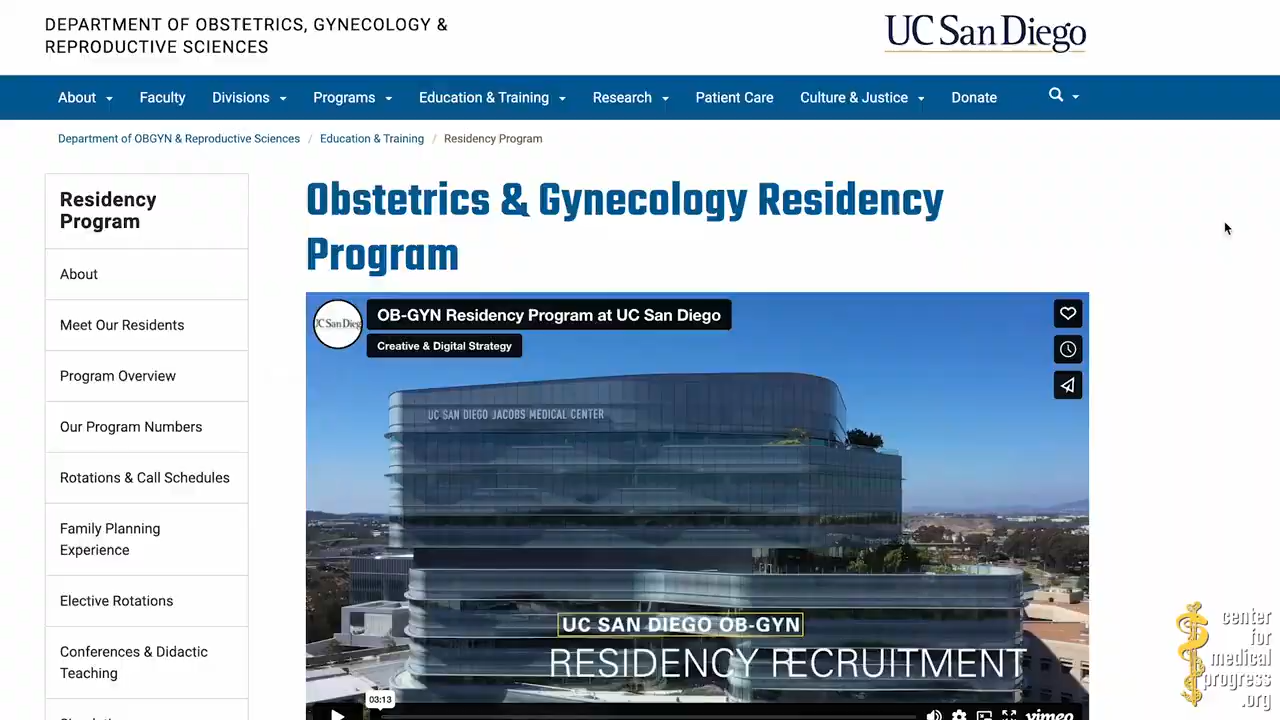 DEPARTMENT OF OBSTETRICS, GYNECOLOGY &
REPRODUCTIVE SCIENCES
UC San Diego
About Faculty Divisions Programs Education & Training Research Patient Care Culture & Justice Donate
Department of OBGYN & Reproductive Sciences / Education & Training / Residency Program
Residency
Program
About
Meet Our Residents
Program Overview
Our Program Numbers
Rotations & Call Schedules
Family Planning
Experience
Elective Rotations
Conferences & Didactic
Teaching
Obstetrics & Gynecology Residency
Program
UC San Dieg
OB-GYN Residency Program at UC San Diego
Creative & Digital Strategy
UC SAN DIEGO JACOBS MEDICAL CENTER
UC SAN DIEGO OB-GYN
RESIDENCY RECRUITMENT
03:13
vimeo
center
for
medical
progress
.org